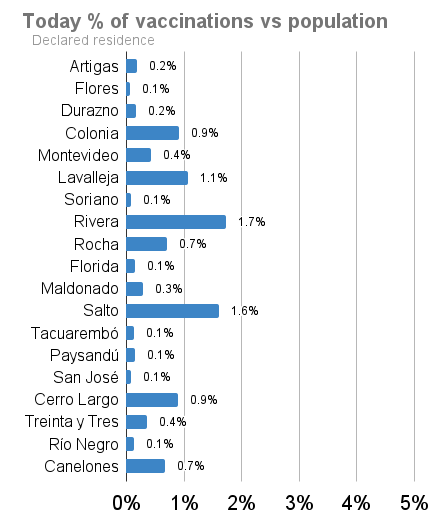 Today % of vaccinations vs population
Declared residence
Artigas 0.2%
Flores 0.1%
Durazno 0.2%
Colonia 0.9%
Montevideo 0.4%
Lavalleja 1.1%
Soriano 0.1%
Rivera 1.7%
Rocha 0.7%
Florida 0.1%
Maldonado 0.3%
Salto 1.6%
Tacuarembó 0.1%
Paysandú 0.1%
San José 0.1%
Cerro Largo 0.9%
Treinta y Tres 0.4%
Río Negro 0.1%
Canelones 0.7%
0% 1% 2% 3% 4% 5%